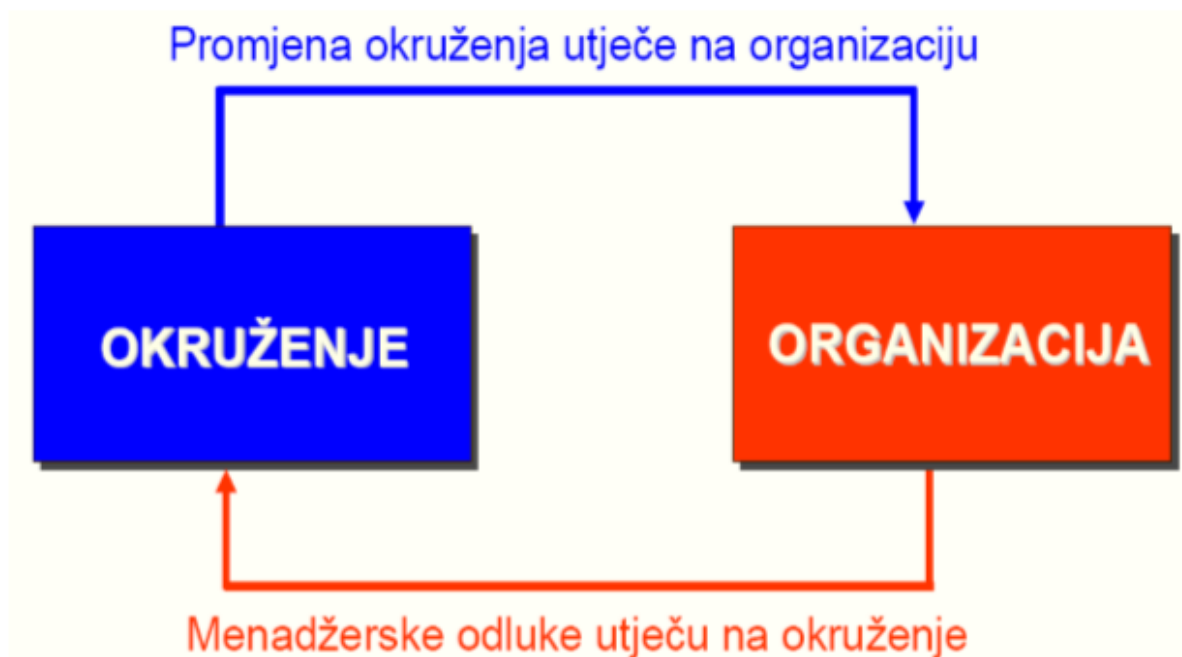 Promjena okruženja utječe na organizaciju
OKRUŽENJE
ORGANIZACIJA
Menadžerske odluke utječu na okruženje